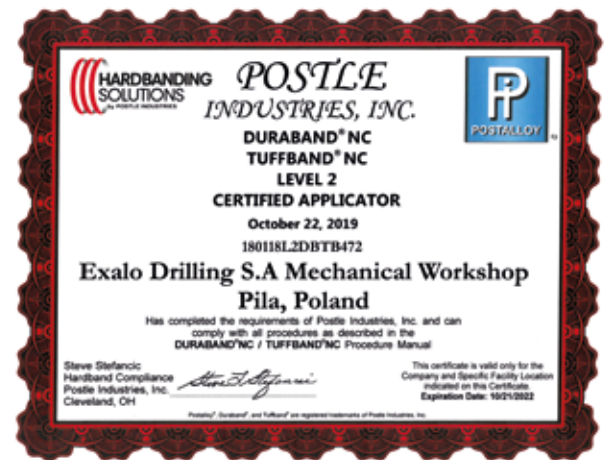 HARDBANDING
SOLUTIONS
by POSTLE INDUSTRIES
POSTLE
INDUSTRIES, INC.
Pi
POSTALLOY
DURABAND® NC
TUFFBAND® NC
LEVEL 2
CERTIFIED APPLICATOR
October 22, 2019
180118L2DBTB472
Exalo Drilling S.A Mechanical Workshop
Pila, Poland
Has completed the requirements of Postle Industries, Inc. and can
comply with all procedures as described in the
DURABAND®NC / TUFFBAND®NC Procedure Manual
Steve Stefancic
Hardband Compliance
Postle Industries, Inc.
Cleveland, OH
This certificate is valid only for the
Company and Specific Facility Location
indicated on this Certificate.
Expiration Date: 10/21/2022
Postalloy®, Duraband®, and Tuffband® are registered trademarks of Postle Industries, Inc.